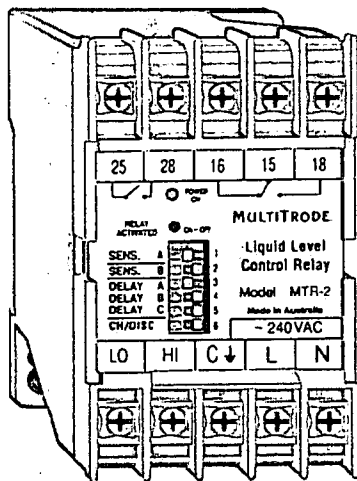 25 28 16 15 18
POWER ON
RELAY ACTIVATED
ON - OFF
MULTITRODE
Liquid Level
Control Relay
Model MTR-2
Made in Australia
~ 240VAC
SENS. A 1
SENS. B 2
DELAY A 3
DELAY B 4
DELAY C 5
CH/DISC 6
LO HI C L N